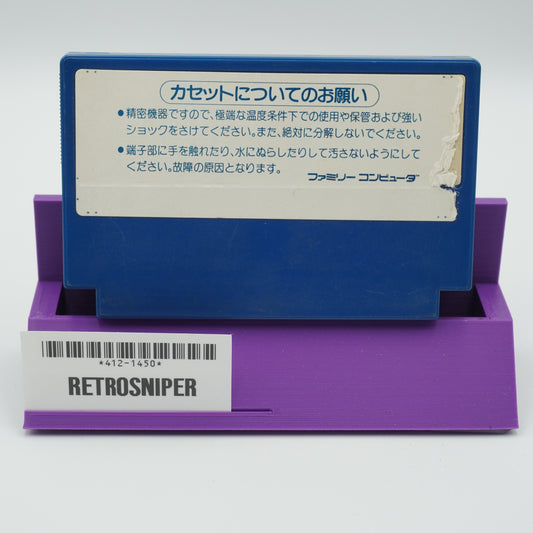 カセットについてのお願い
●精密機器ですので、極端な温度条件下での使用や保管および強い
ショックをさけてください。また、絶対に分解しないでください。
●端子部に手を触れたり、水にぬらしたりして汚さないようにして
ください。故障の原因となります。
ファミリー コンピュータ
*412-1450*
RETROSNIPER